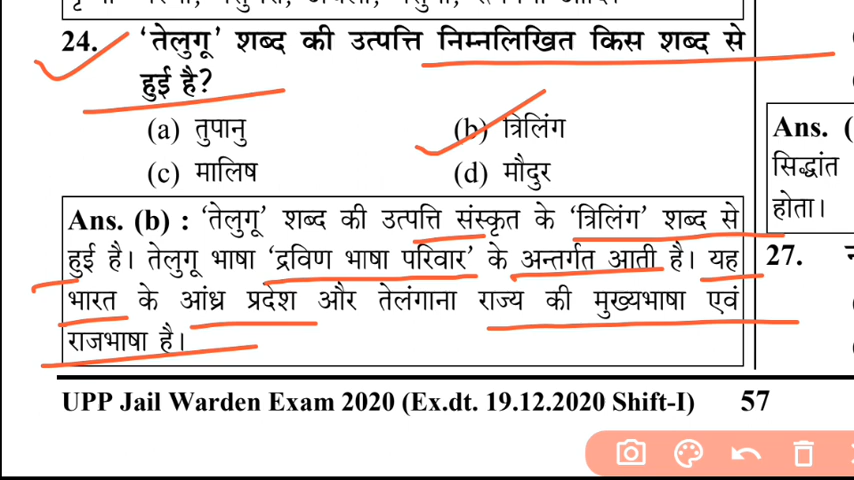 24. 'तेलुगू' शब्द की उत्पत्ति निम्नलिखित किस शब्द से
हुई है?
(a) तुपानु (b) त्रिलिंग
(c) मालिष (d) मौदुर
Ans. (b) : 'तेलुगू' शब्द की उत्पत्ति संस्कृत के 'त्रिलिंग' शब्द से
हुई है। तेलुगू भाषा 'द्रविण भाषा परिवार' के अन्तर्गत आती है। यह
भारत के आंध्र प्रदेश और तेलंगाना राज्य की मुख्यभाषा एवं
राजभाषा है।
UPP Jail Warden Exam 2020 (Ex.dt. 19.12.2020 Shift-I) 57
Ans. (
सिद्धांत
होता।
27.